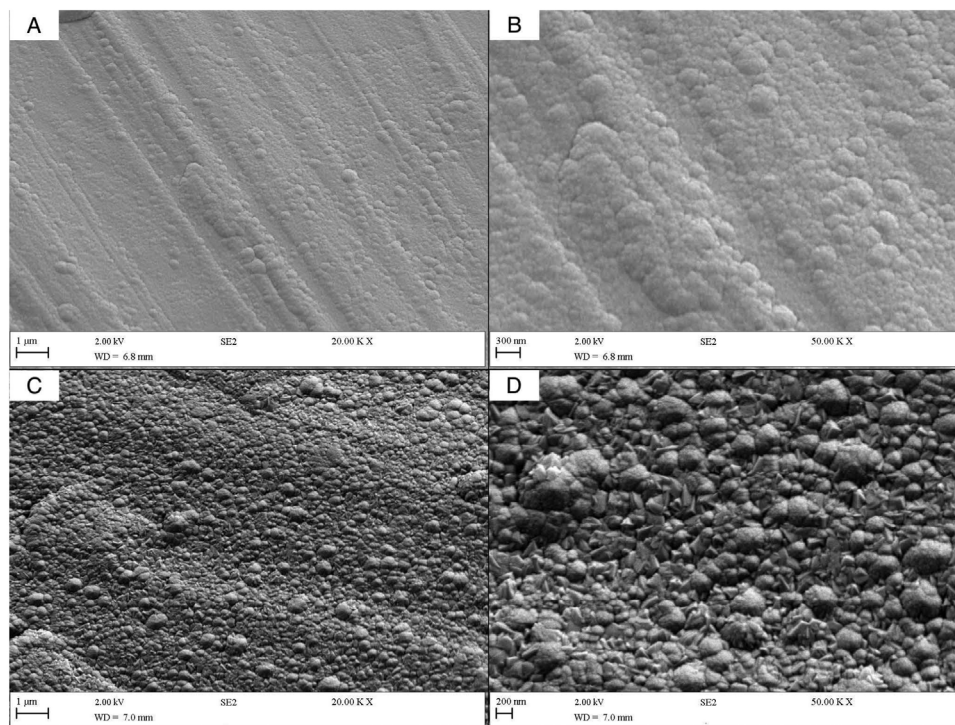 A
B
1 µm 2.00 kV SE2 20.00 K X
WD = 6.8 mm
300 nm 2.00 kV SE2 50.00 K X
WD = 6.8 mm
C
D
1 µm 2.00 kV SE2 20.00 K X
WD = 7.0 mm
200 nm 2.00 kV SE2 50.00 K X
WD = 7.0 mm